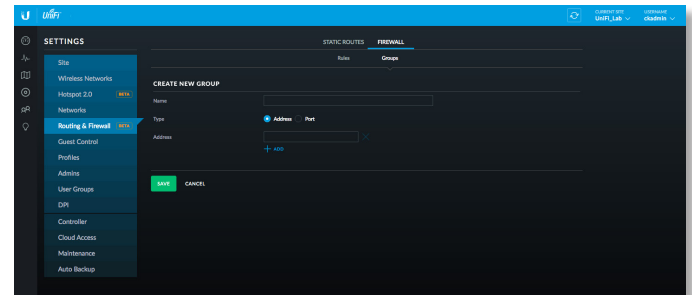 U UniFi
CURRENT SITE
UniFi_Lab
USERNAME
ckadmin
SETTINGS
STATIC ROUTES FIREWALL
Rules Groups
Site
Wireless Networks
Hotspot 2.0 BETA
Networks
Routing & Firewall BETA
Guest Control
Profiles
Admins
User Groups
DPI
Controller
Cloud Access
Maintenance
Auto Backup
CREATE NEW GROUP
Name
Type Address Port
Address
ADD
SAVE CANCEL